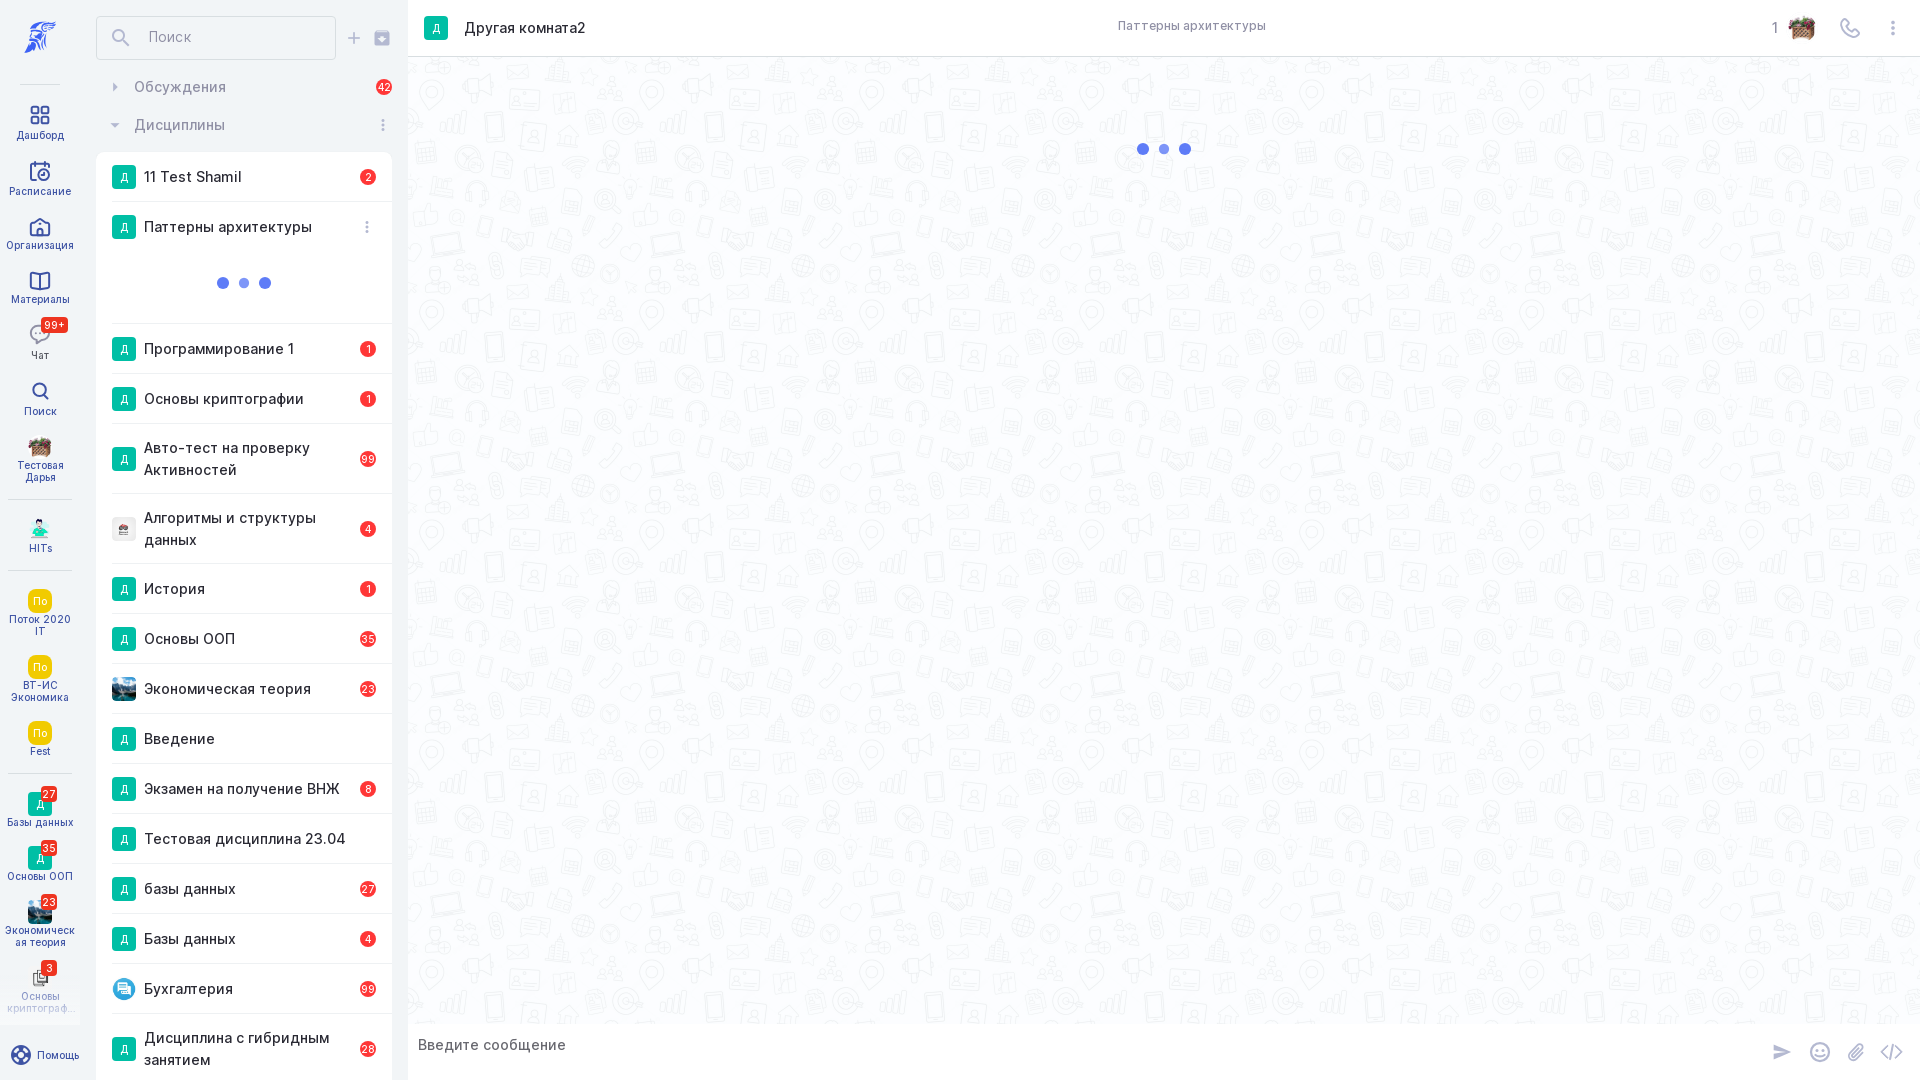 Дашборд
Расписание
Организация
Материалы
99+
Чат
Поиск
Тестовая
Дарья
HITs
По
Поток 2020
IT
По
ВТ-ИС
Экономика
По
Fest
27
Д
Базы данных
35
Д
Основы ООП
23
Экономическ
ая теория
3
Основы
криптограф...
Помощь
Поиск
Обсуждения
42
Дисциплины
Д 11 Test Shamil 2
Д Паттерны архитектуры
Д Программирование 1 1
Д Основы криптографии 1
Д Авто-тест на проверку
Активностей 99
Алгоритмы и структуры
данных 4
Д История 1
Д Основы ООП 35
Экономическая теория 23
Д Введение
Д Экзамен на получение ВНЖ 8
Д Тестовая дисциплина 23.04
Д базы данных 27
Д Базы данных 4
Бухгалтерия 99
Д Дисциплина с гибридным
занятием 28
Д Другая комната2
Паттерны архитектуры
1
Введите сообщение